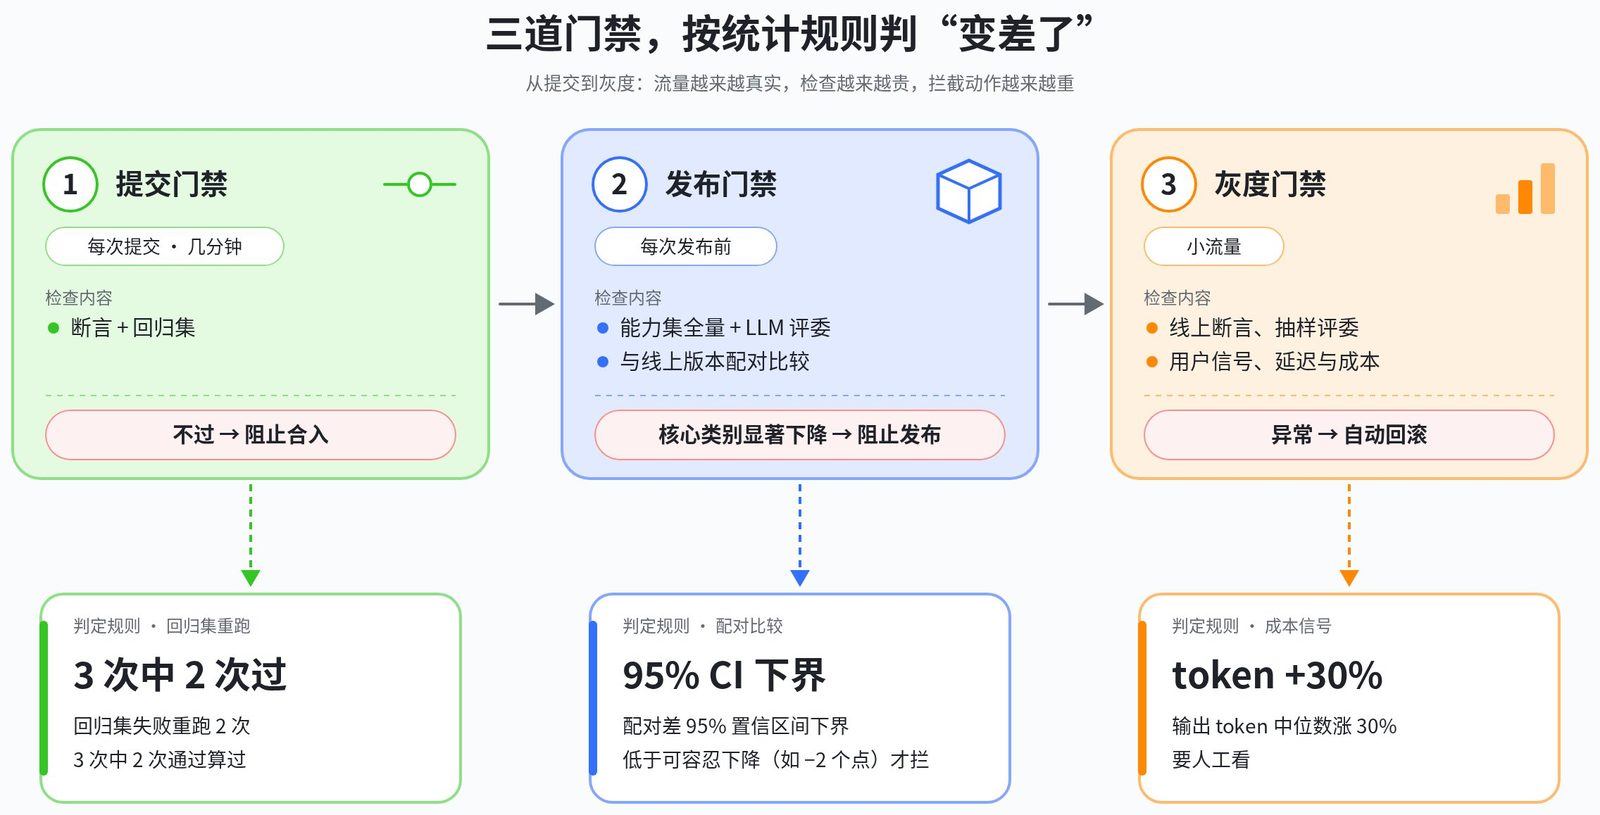 三道门禁，按统计规则判“变差了”
从提交到灰度：流量越来越真实，检查越来越贵，拦截动作越来越重
1 提交门禁
每次提交 · 几分钟
检查内容
断言 + 回归集
不过 → 阻止合入
2 发布门禁
每次发布前
检查内容
能力集全量 + LLM 评委
与线上版本配对比较
核心类别显著下降 → 阻止发布
3 灰度门禁
小流量
检查内容
线上断言、抽样评委
用户信号、延迟与成本
异常 → 自动回滚
判定规则 · 回归集重跑
3 次中 2 次过
回归集失败重跑 2 次
3 次中 2 次通过算过
判定规则 · 配对比较
95% CI 下界
配对差 95% 置信区间下界
低于可容忍下降（如 −2 个点）才拦
判定规则 · 成本信号
token +30%
输出 token 中位数涨 30%
要人工看